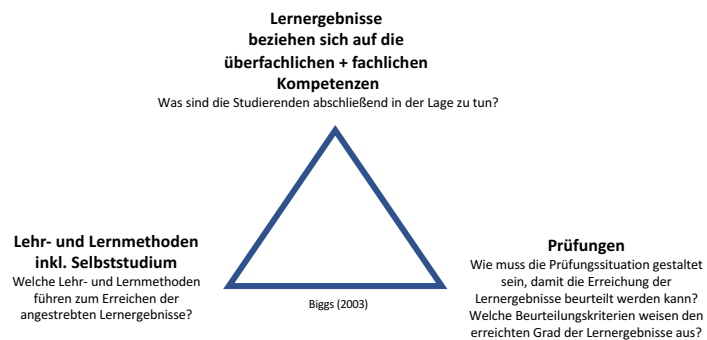 Lernergebnisse
beziehen sich auf die
überfachlichen + fachlichen
Kompetenzen
Was sind die Studierenden abschließend in der Lage zu tun?
Lehr- und Lernmethoden
inkl. Selbststudium
Welche Lehr- und Lernmethoden
führen zum Erreichen der
angestrebten Lernergebnisse?
Biggs (2003)
Prüfungen
Wie muss die Prüfungssituation gestaltet
sein, damit die Erreichung der
Lernergebnisse beurteilt werden kann?
Welche Beurteilungskriterien weisen den
erreichten Grad der Lernergebnisse aus?